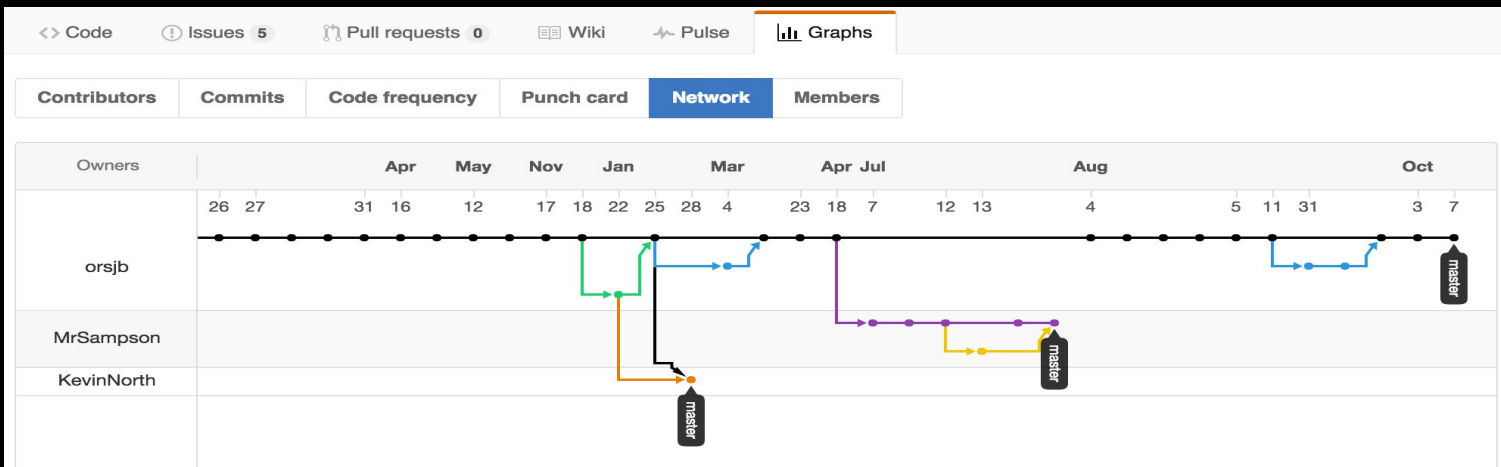 <> Code Issues 5 Pull requests 0 Wiki Pulse Graphs
Contributors Commits Code frequency Punch card Network Members
Owners Apr May Nov Jan Mar Apr Jul Aug Oct
26 27 31 16 12 17 18 22 25 28 4 23 18 7 12 13 4 5 11 31 3 7
orsjb
master
MrSampson
master
KevinNorth
master